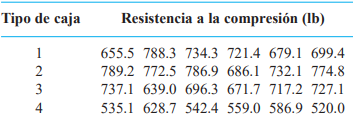 Tipo de caja Resistencia a la compresión (lb)
1 655.5 788.3 734.3 721.4 679.1 699.4
2 789.2 772.5 786.9 686.1 732.1 774.8
3 737.1 639.0 696.3 671.7 717.2 727.1
4 535.1 628.7 542.4 559.0 586.9 520.0